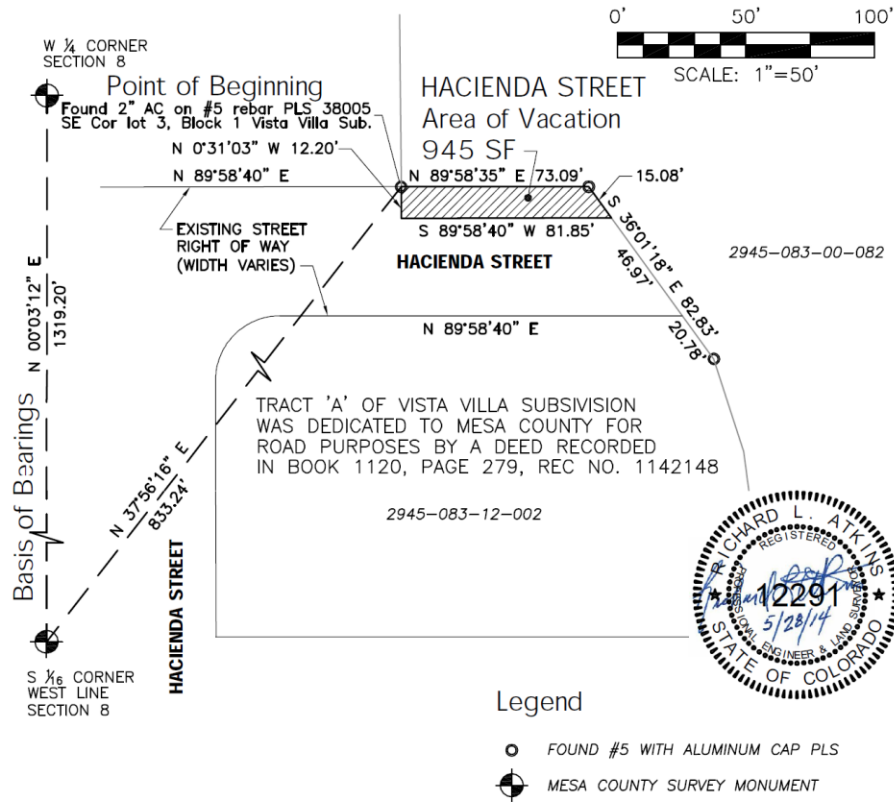 0' 50' 100'
SCALE: 1"=50'
W ¼ CORNER
SECTION 8
Point of Beginning
Found 2" AC on #5 rebar PLS 38005
SE Cor lot 3, Block 1 Vista Villa Sub.
HACIENDA STREET
Area of Vacation
945 SF
N 0°31'03" W 12.20'
N 89°58'40" E
N 89°58'35" E 73.09'
15.08'
S 89°58'40" W 81.85'
EXISTING STREET
RIGHT OF WAY
(WIDTH VARIES)
HACIENDA STREET
S 36°01'18" E 82.83'
46.97'
20.78'
2945-083-00-082
N 89°58'40" E
Basis of Bearings
N 00°03'12" E
1319.20'
N 37°56'16" E
833.24'
TRACT 'A' OF VISTA VILLA SUBSIVISION
WAS DEDICATED TO MESA COUNTY FOR
ROAD PURPOSES BY A DEED RECORDED
IN BOOK 1120, PAGE 279, REC NO. 1142148
2945-083-12-002
HACIENDA STREET
S 1⁄16 CORNER
WEST LINE
SECTION 8
RICHARD L. ATKINS
REGISTERED
12291
5/28/14
PROFESSIONAL ENGINEER & LAND SURVEYOR
STATE OF COLORADO
Legend
FOUND #5 WITH ALUMINUM CAP PLS
MESA COUNTY SURVEY MONUMENT